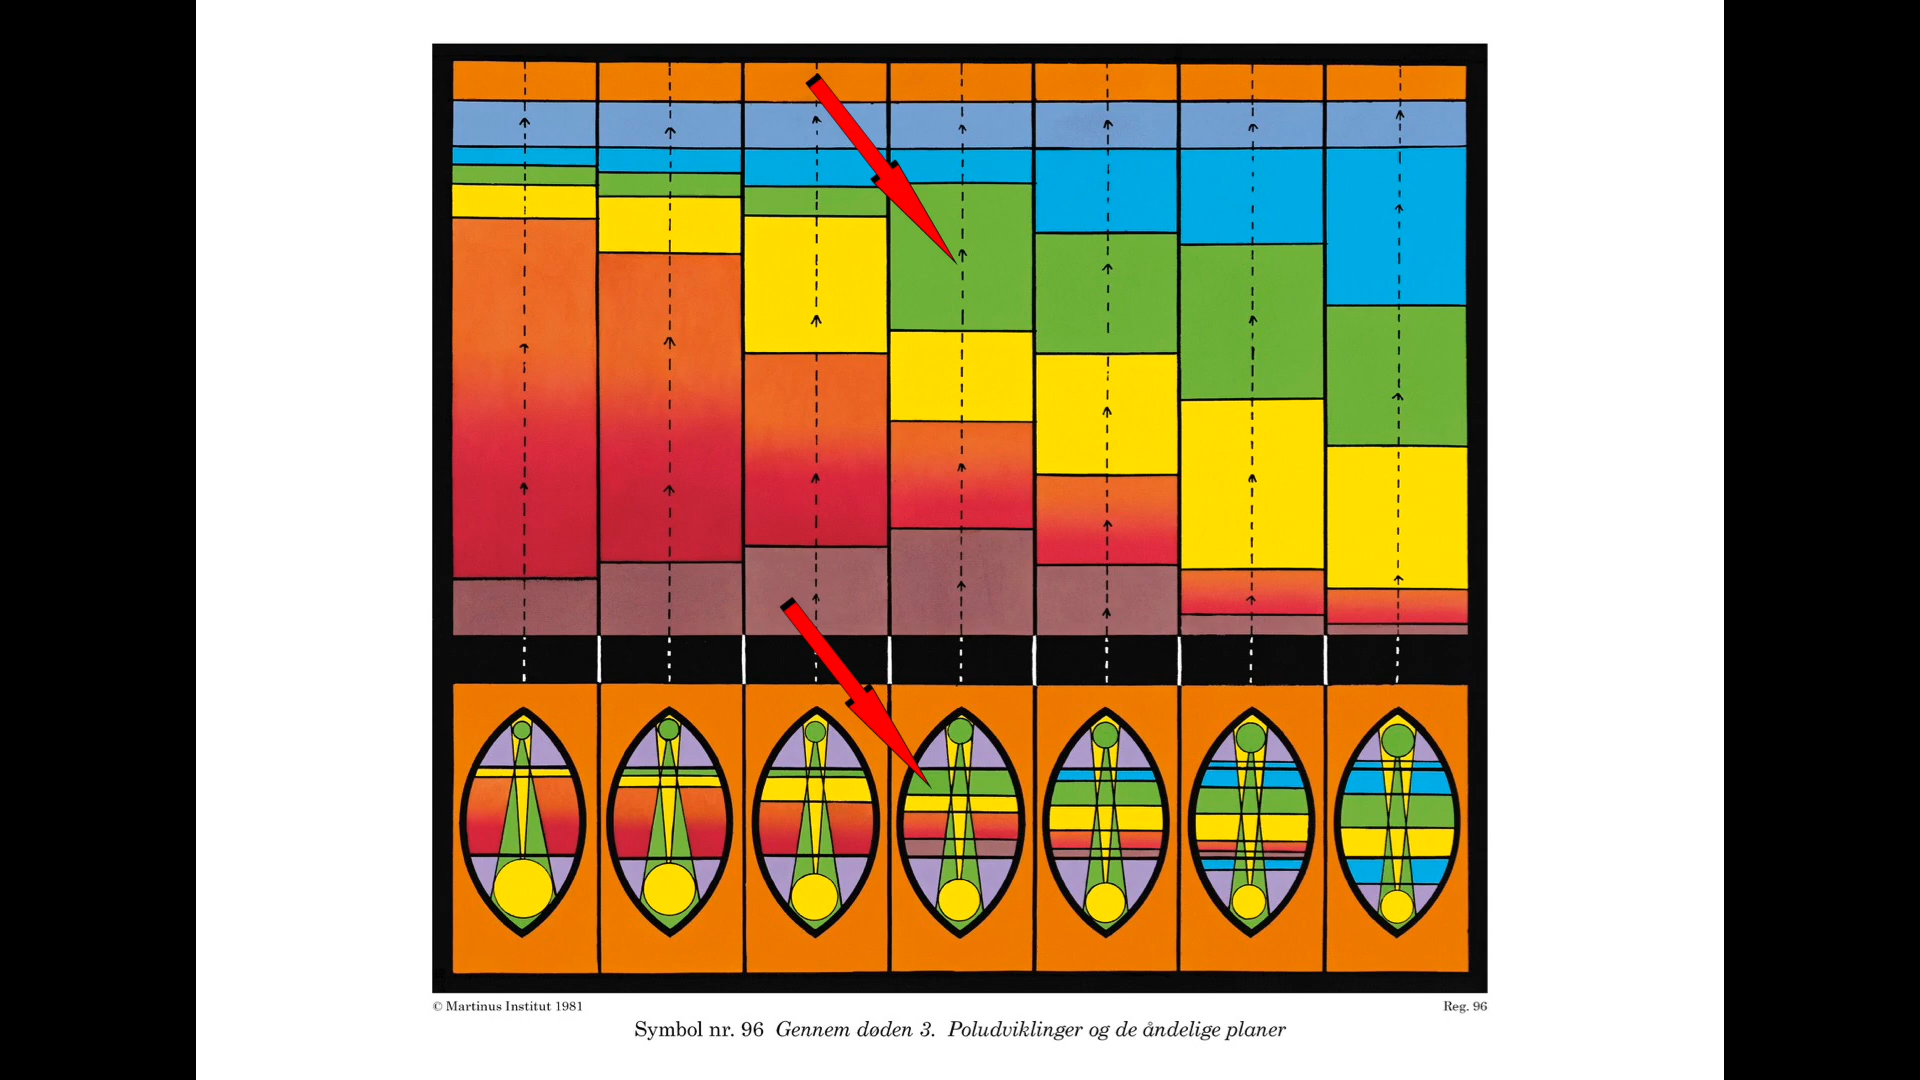 © Martinus Institut 1981
Reg. 96
Symbol nr. 96 Gennem døden 3. Poludviklinger og de åndelige planer